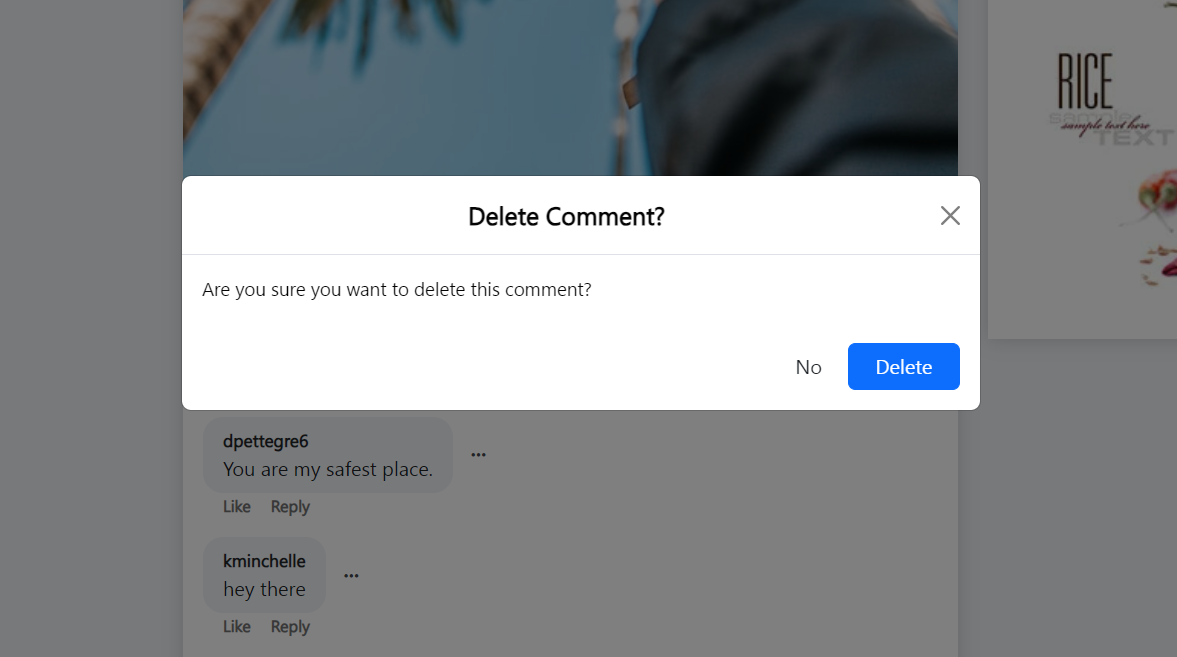 RICE
sample
sample text here
TEXT
Delete Comment?
Are you sure you want to delete this comment?
No
Delete
dpettegre6
You are my safest place.
Like Reply
kminchelle
hey there
Like Reply